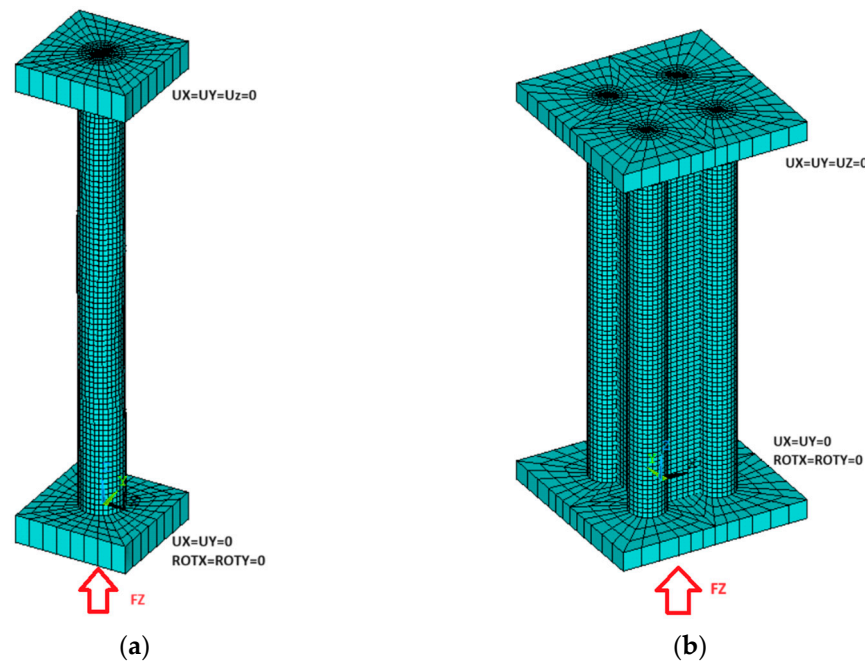 UX=UY=Uz=0
UX=UY=UZ=0
UX=UY=0
ROTX=ROTY=0
UX=UY=0
ROTX=ROTY=0
FZ
FZ
(a)
(b)